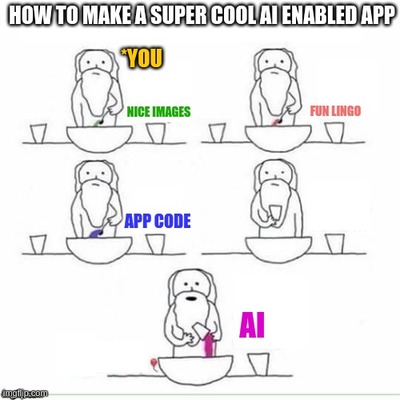 HOW TO MAKE A SUPER COOL AI ENABLED APP
*YOU
NICE IMAGES
FUN LINGO
APP CODE
AI
imgflip.com